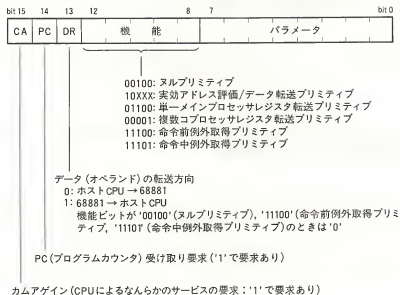 bit 15 14 13 12 8 7 bit 0
CA PC DR 機 能 パラメータ
00100: ヌルプリミティブ
10XXX: 実効アドレス評価/データ転送プリミティブ
01100: 単一メインプロセッサレジスタ転送プリミティブ
00001: 複数コプロセッサレジスタ転送プリミティブ
11100: 命令前例外取得プリミティブ
11101: 命令中例外取得プリミティブ
データ(オペランド)の転送方向
0: ホストCPU → 68881
1: 68881 → ホストCPU
機能ビットが '00100' (ヌルプリミティブ), '11100' (命令前例外取得プリミ
ティブ, '11101' (命令中例外取得プリミティブ)のときは '0'
PC (プログラムカウンタ) 受け取り要求 ('1' で要求あり)
カムアゲイン (CPUによるなんらかのサービスの要求; '1' で要求あり)